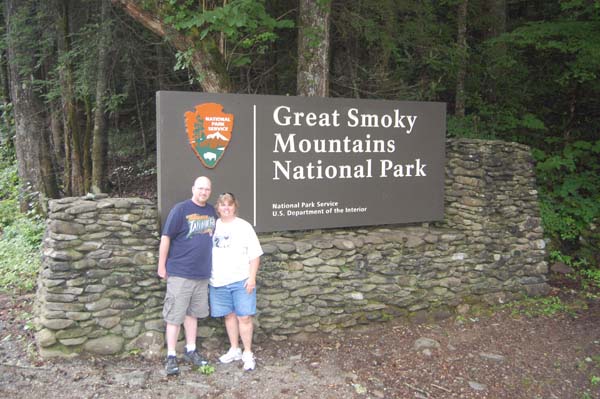 NATIONAL
PARK
SERVICE
Great Smoky
Mountains
National Park
National Park Service
U.S. Department of the Interior